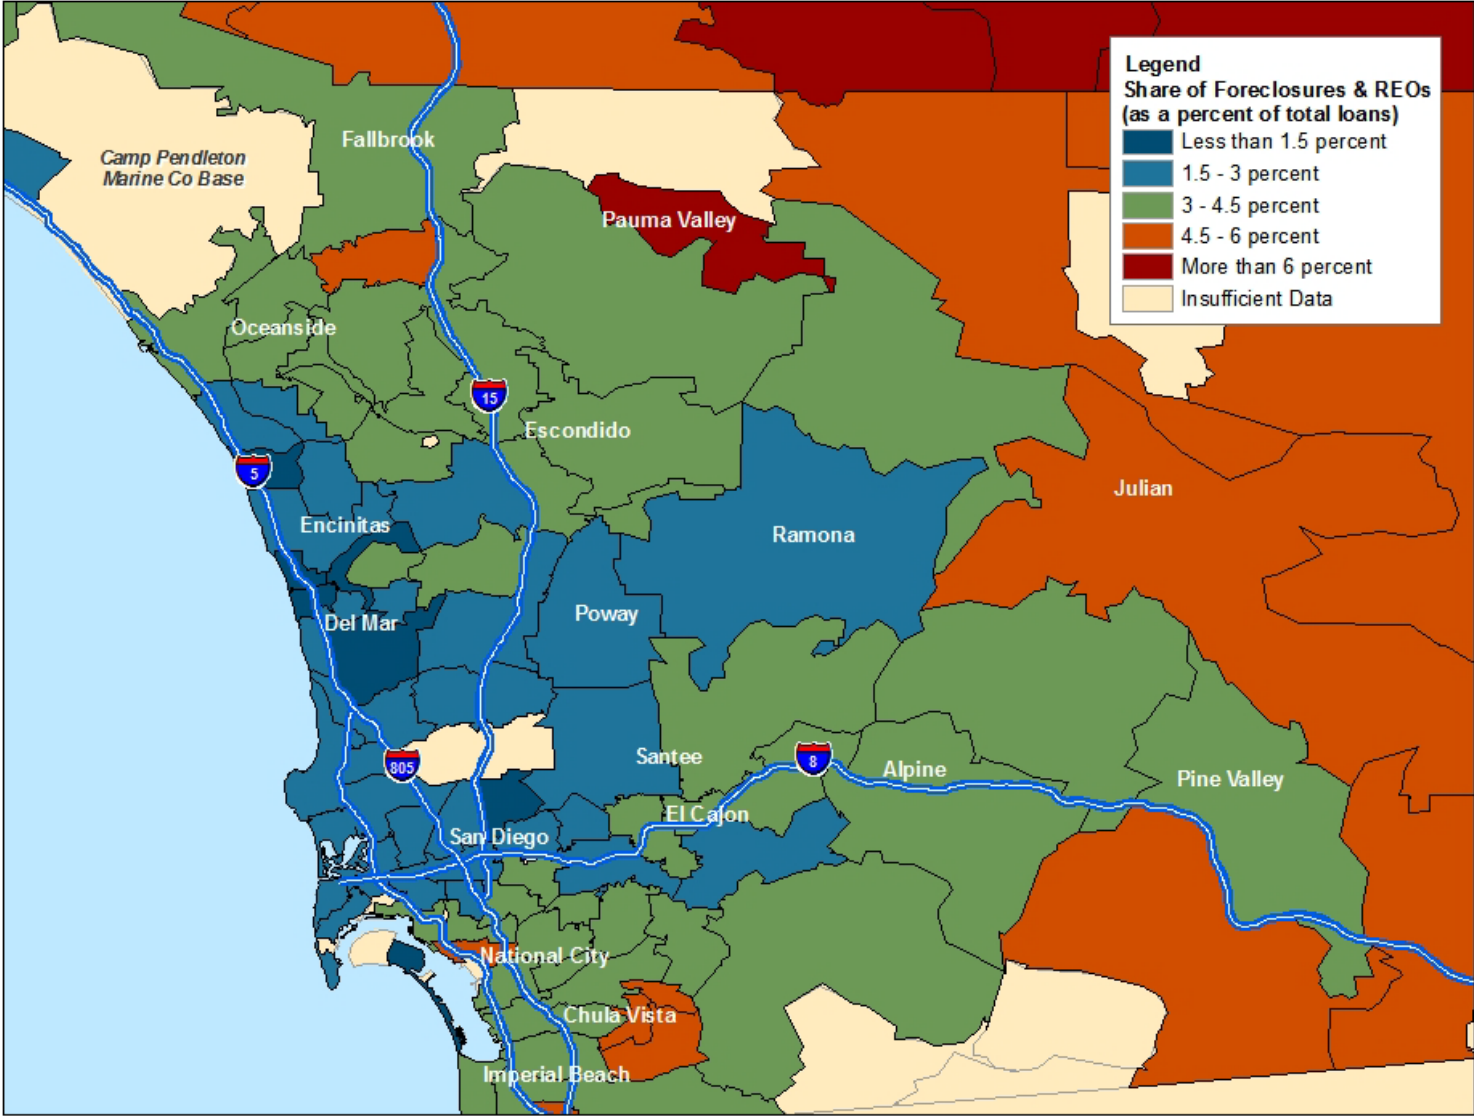 Legend
Share of Foreclosures & REOs
(as a percent of total loans)
Less than 1.5 percent
1.5 - 3 percent
3 - 4.5 percent
4.5 - 6 percent
More than 6 percent
Insufficient Data
Fallbrook
Camp Pendleton
Marine Co Base
Pauma Valley
Oceanside
15
Escondido
5
Julian
Encinitas
Ramona
Poway
Del Mar
Santee
805
8
Alpine
Pine Valley
El Cajon
San Diego
National City
Chula Vista
Imperial Beach